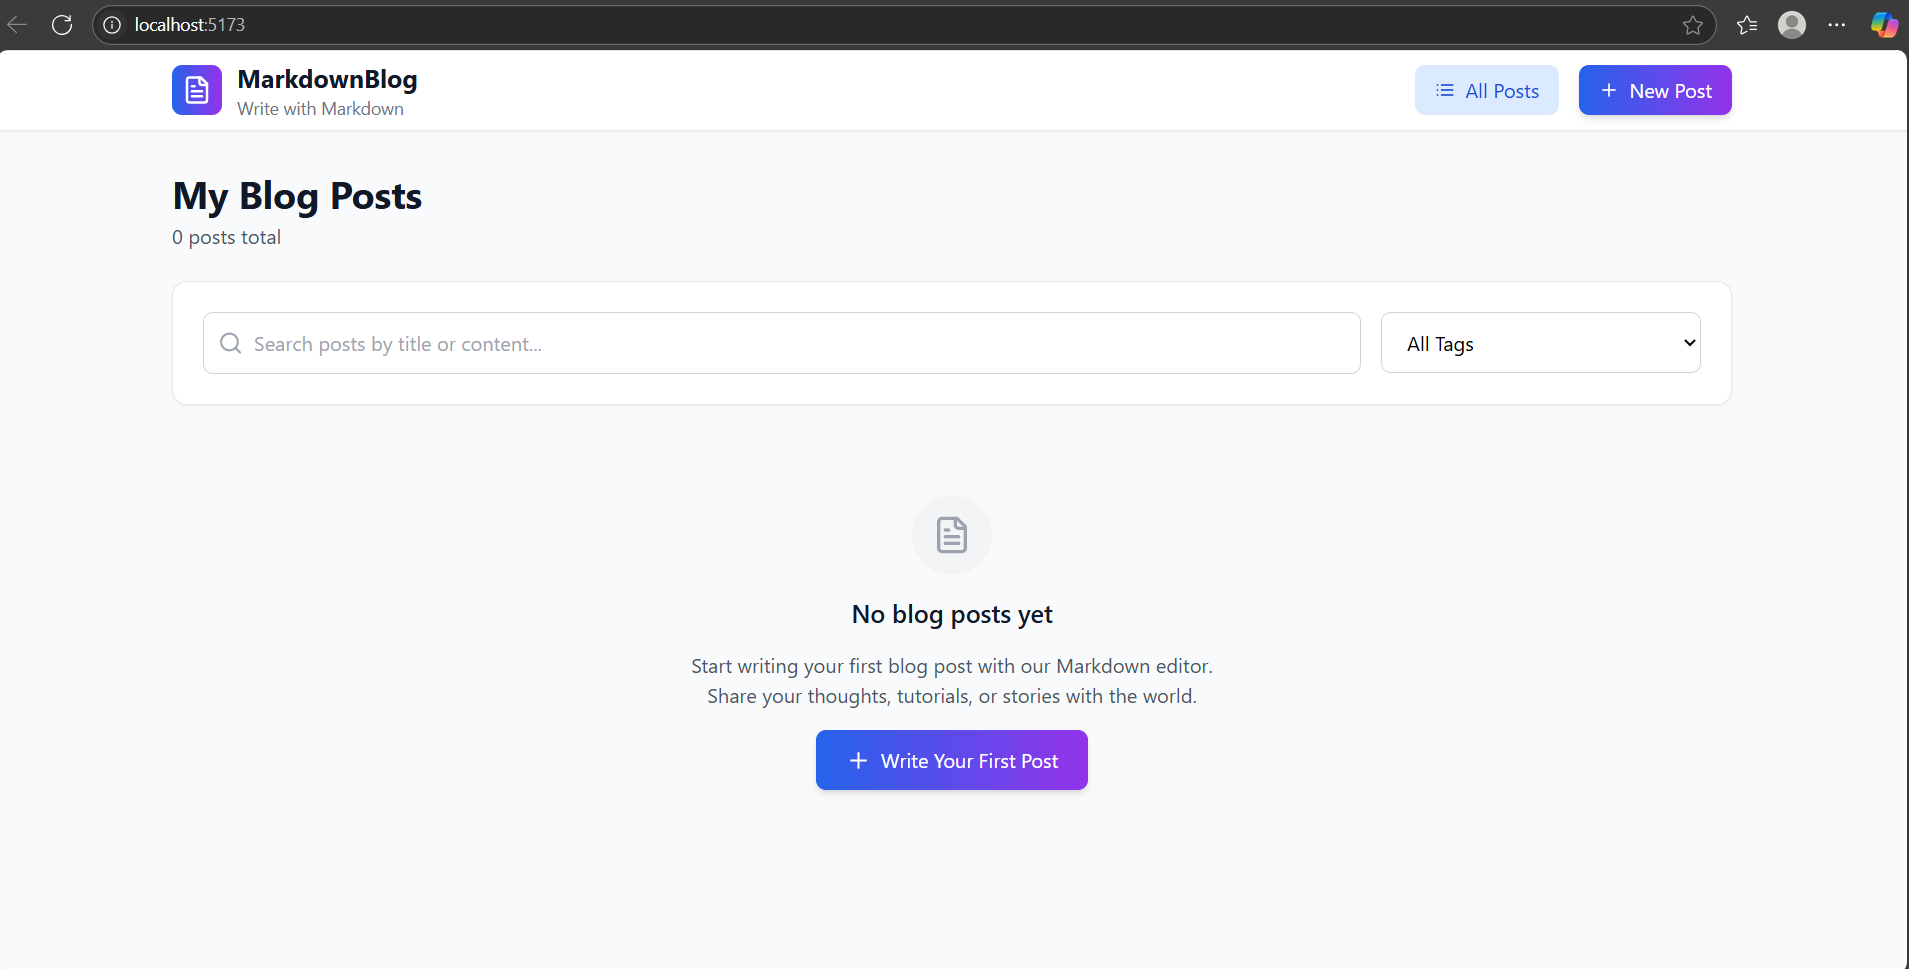 localhost:5173
MarkdownBlog
Write with Markdown
All Posts
New Post
My Blog Posts
0 posts total
Search posts by title or content...
All Tags
No blog posts yet
Start writing your first blog post with our Markdown editor.
Share your thoughts, tutorials, or stories with the world.
Write Your First Post